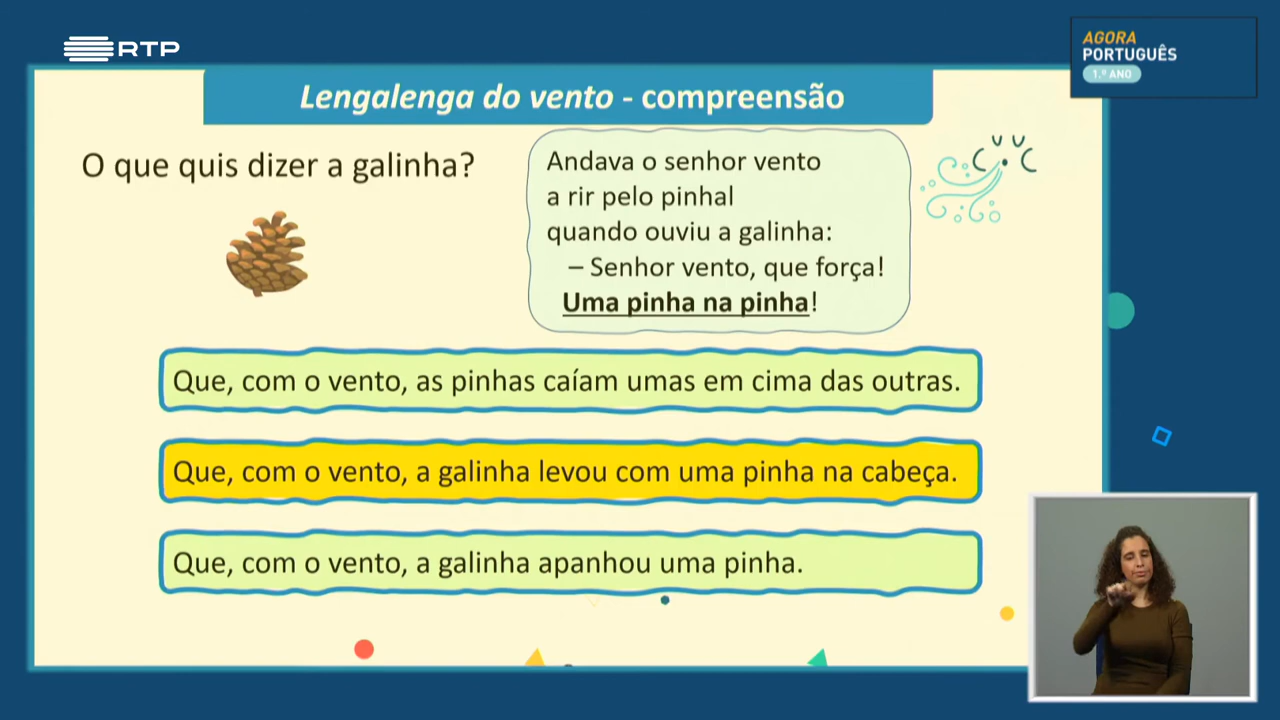 RTP
AGORA
PORTUGUÊS
1.º ANO
Lengalenga do vento - compreensão
O que quis dizer a galinha?
Andava o senhor vento
a rir pelo pinhal
quando ouviu a galinha:
– Senhor vento, que força!
Uma pinha na pinha!
Que, com o vento, as pinhas caíam umas em cima das outras.
Que, com o vento, a galinha levou com uma pinha na cabeça.
Que, com o vento, a galinha apanhou uma pinha.